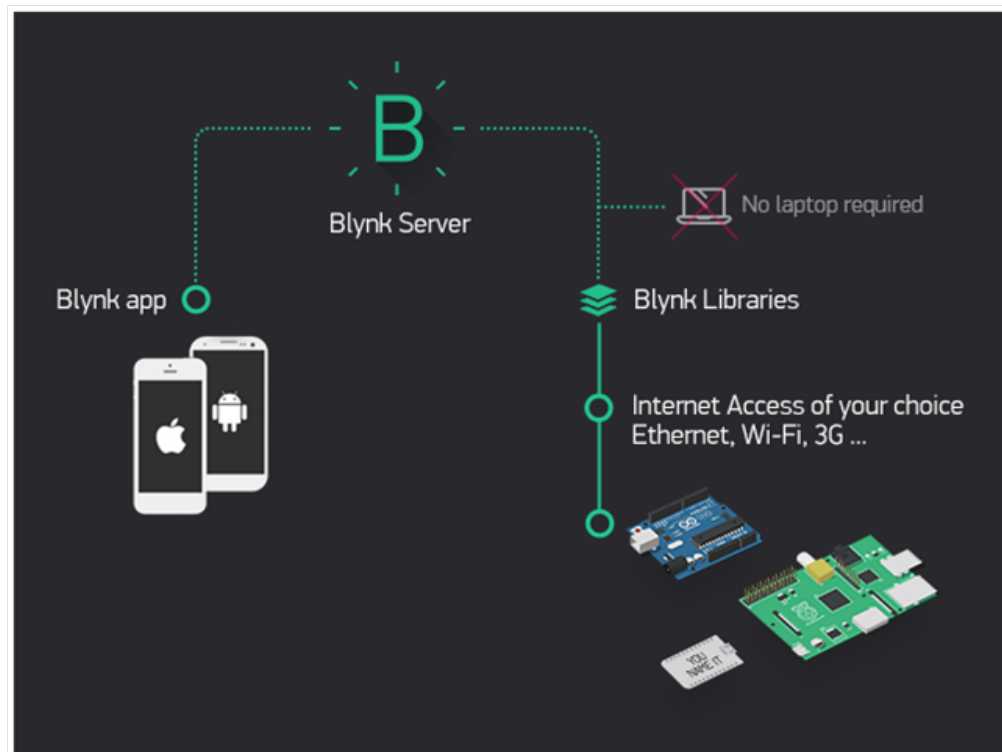 B
Blynk Server
No laptop required
Blynk app
Blynk Libraries
Internet Access of your choice
Ethernet, Wi-Fi, 3G ...
YOU
NAME IT